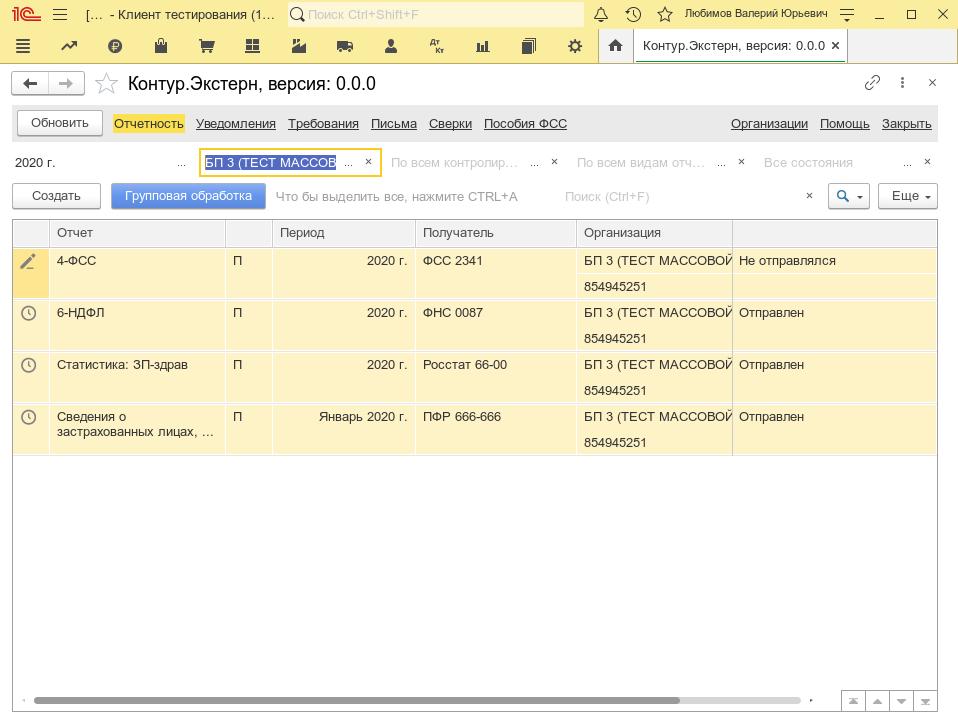 [... - Клиент тестирования (1... Поиск Ctrl+Shift+F Любимов Валерий Юрьевич
Дт Кт Контур.Экстерн, версия: 0.0.0
Контур.Экстерн, версия: 0.0.0
Обновить Отчетность Уведомления Требования Письма Сверки Пособия ФСС Организации Помощь Закрыть
2020 г. ... БП 3 (ТЕСТ МАССОВ ... По всем контролир... ... По всем видам отч... ... Все состояния ...
Создать Групповая обработка Что бы выделить все, нажмите CTRL+A Поиск (Ctrl+F) Еще
Отчет Период Получатель Организация
4-ФСС П 2020 г. ФСС 2341 БП 3 (ТЕСТ МАССОВОЙ Не отправлялся
854945251
6-НДФЛ П 2020 г. ФНС 0087 БП 3 (ТЕСТ МАССОВОЙ Отправлен
854945251
Статистика: ЗП-здрав П 2020 г. Росстат 66-00 БП 3 (ТЕСТ МАССОВОЙ Отправлен
854945251
Сведения о П Январь 2020 г. ПФР 666-666 БП 3 (ТЕСТ МАССОВОЙ Отправлен
застрахованных лицах, ...
854945251